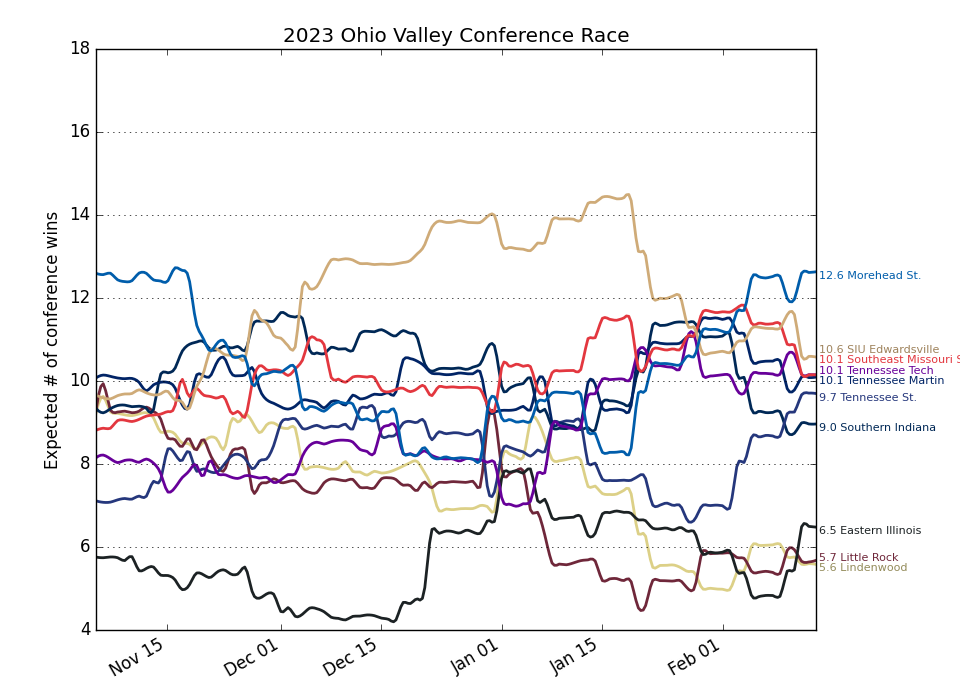 2023 Ohio Valley Conference Race
Expected # of conference wins
18
16
14
12
10
8
6
4
Nov 15
Dec 01
Dec 15
Jan 01
Jan 15
Feb 01
12.6 Morehead St.
10.6 SIU Edwardsville
10.1 Southeast Missouri S
10.1 Tennessee Tech
10.1 Tennessee Martin
9.7 Tennessee St.
9.0 Southern Indiana
6.5 Eastern Illinois
5.7 Little Rock
5.6 Lindenwood